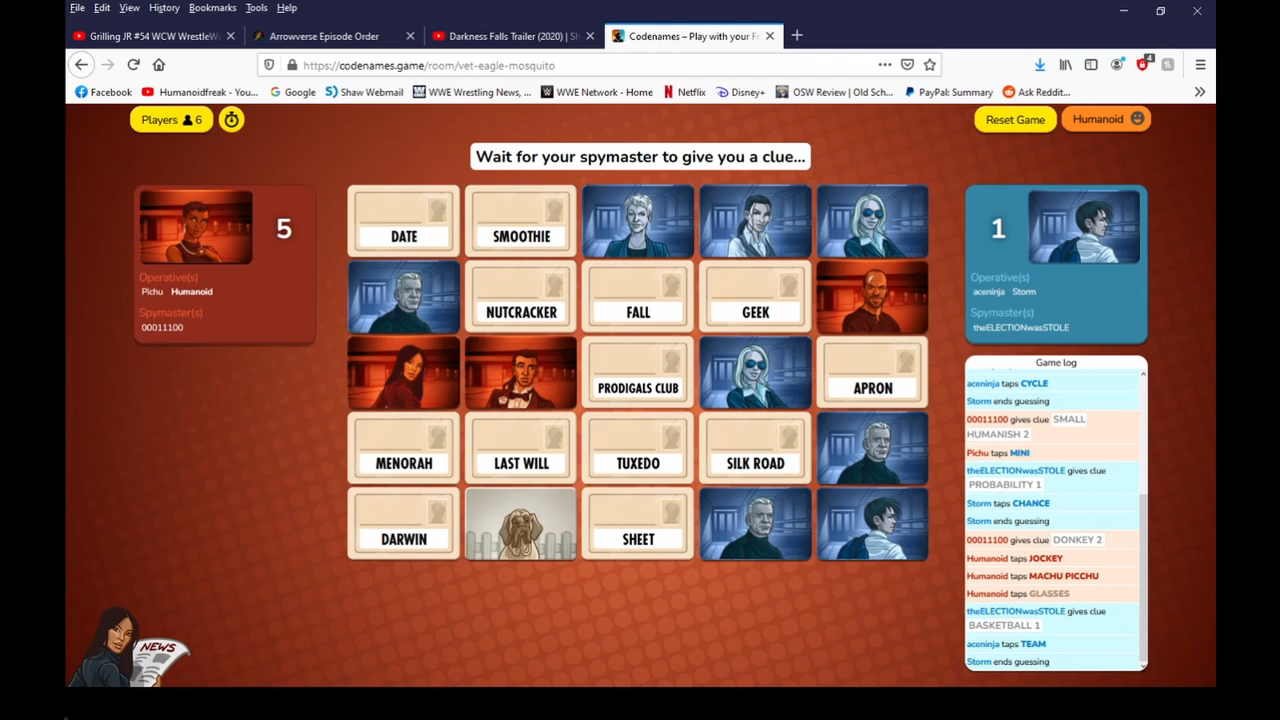 File Edit View History Bookmarks Tools Help
Grilling JR #54 WCW WrestleWa
Arrowverse Episode Order
Darkness Falls Trailer (2020) | Sh
Codenames – Play with your Fr
https://codenames.game/room/vet-eagle-mosquito
4
Facebook
Humanoidfreak - You...
Google
Shaw Webmail
WWE Wrestling News, ...
WWE Network - Home
Netflix
Disney+
OSW Review | Old Sch...
PayPal: Summary
Ask Reddit...
Players 6
Reset Game
Humanoid
Wait for your spymaster to give you a clue...
5
Operative(s)
Pichu Humanoid
Spymaster(s)
00011100
DATE
SMOOTHIE
NUTCRACKER
FALL
GEEK
PRODIGALS CLUB
APRON
MENORAH
LAST WILL
TUXEDO
SILK ROAD
DARWIN
SHEET
1
Operative(s)
aceninja Storm
Spymaster(s)
theELECTIONwasSTOLE
Game log
aceninja taps CYCLE
Storm ends guessing
00011100 gives clue SMALL
HUMANISH 2
Pichu taps MINI
theELECTIONwasSTOLE gives clue
PROBABILITY 1
Storm taps CHANCE
Storm ends guessing
00011100 gives clue DONKEY 2
Humanoid taps JOCKEY
Humanoid taps MACHU PICCHU
Humanoid taps GLASSES
theELECTIONwasSTOLE gives clue
BASKETBALL 1
aceninja taps TEAM
Storm ends guessing
NEWS